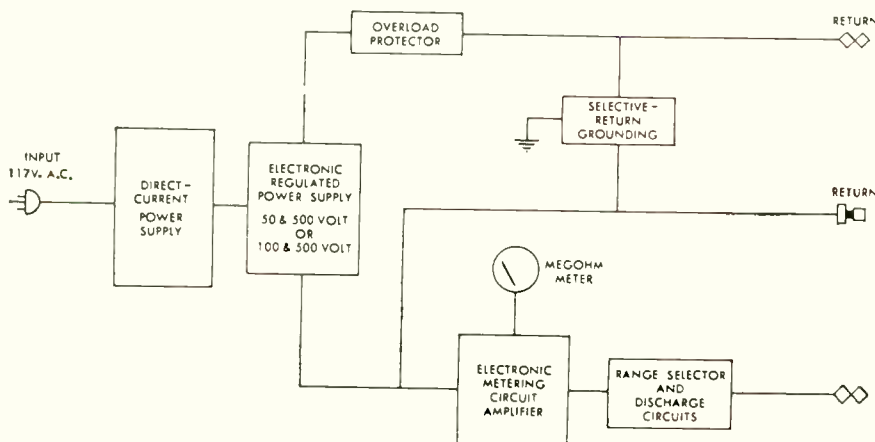 OVERLOAD
PROTECTOR
RETURN
SELECTIVE-
RETURN
GROUNDING
INPUT
117V. A.C.
DIRECT-
CURRENT
POWER
SUPPLY
ELECTRONIC
REGULATED
POWER SUPPLY
50 & 500 VOLT
OR
100 & 500 VOLT
RETURN
MEGOHM
METER
ELECTRONIC
METERING
CIRCUIT
AMPLIFIER
RANGE SELECTOR
AND
DISCHARGE
CIRCUITS